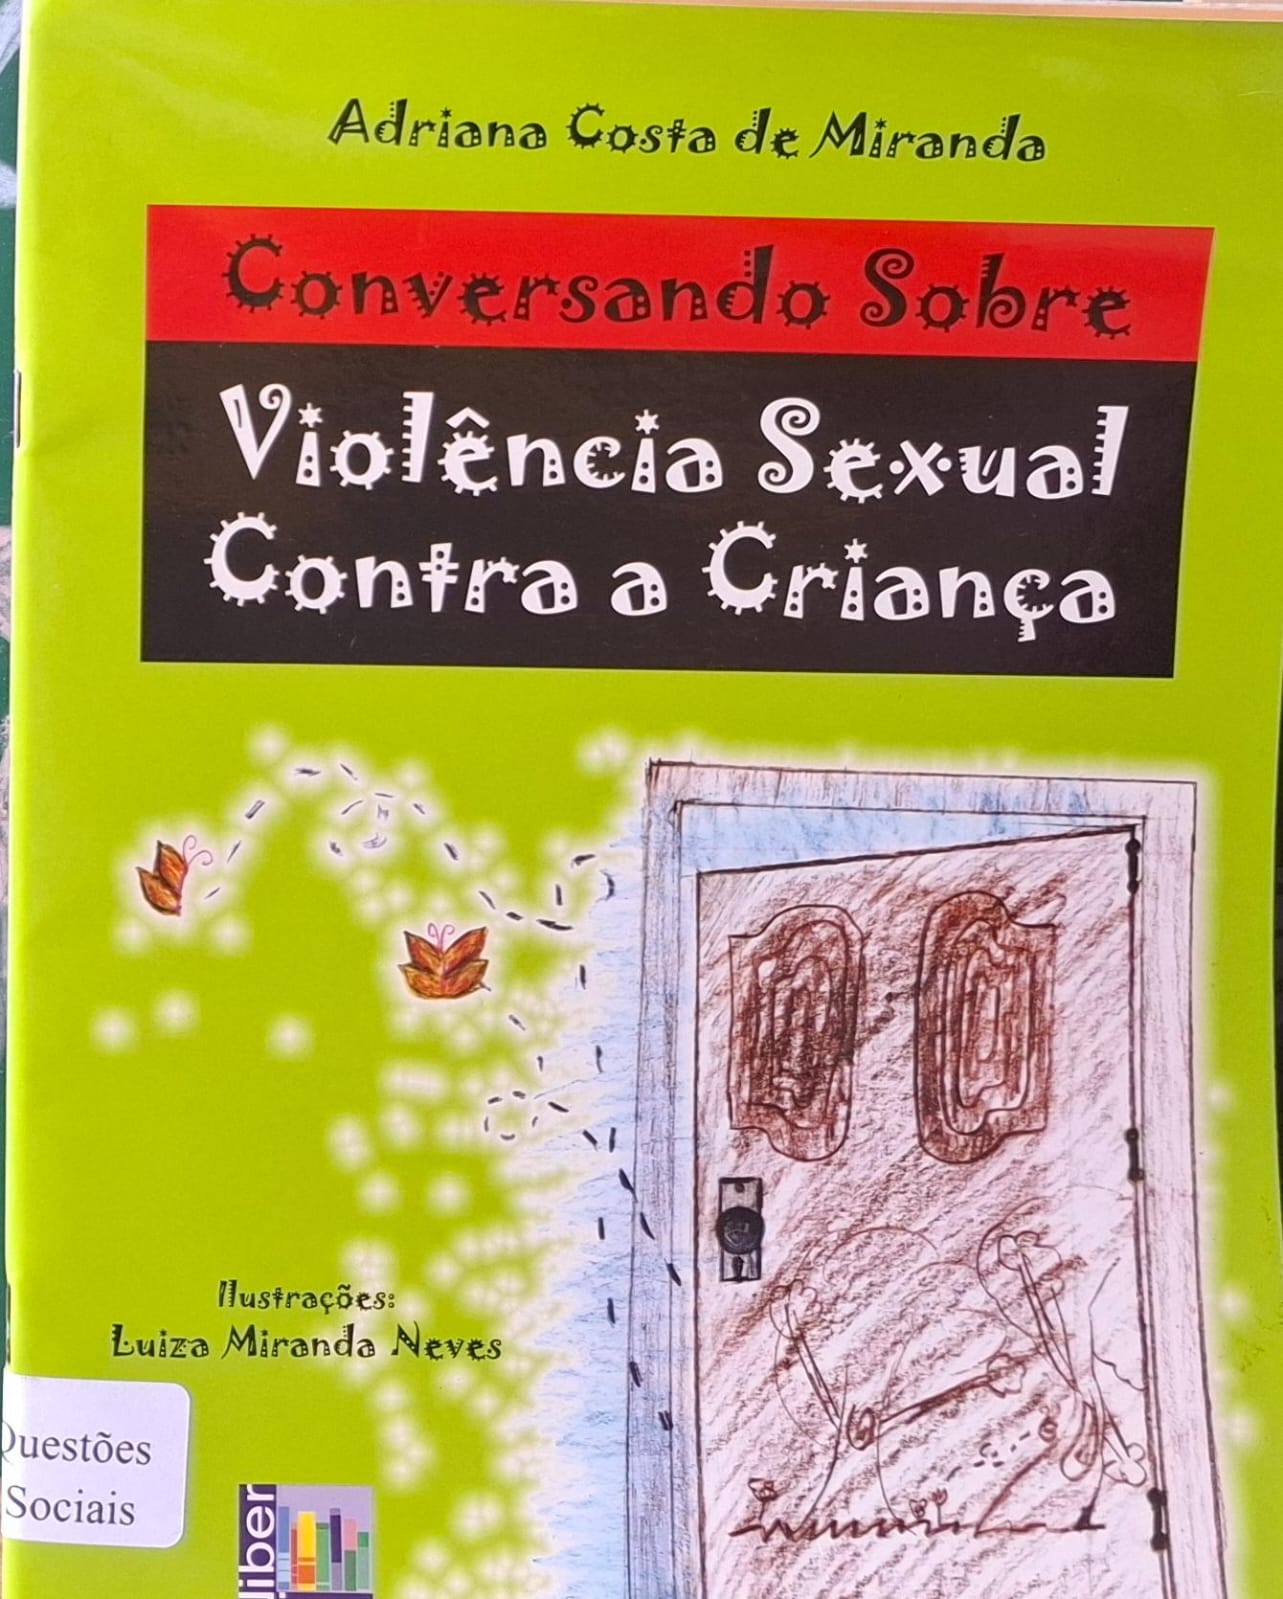 Adriana Costa de Miranda
Conversando Sobre
Violência Sexual
Contra a Criança
Ilustrações:
Luiza Miranda Neves
Questões
Sociais
liber